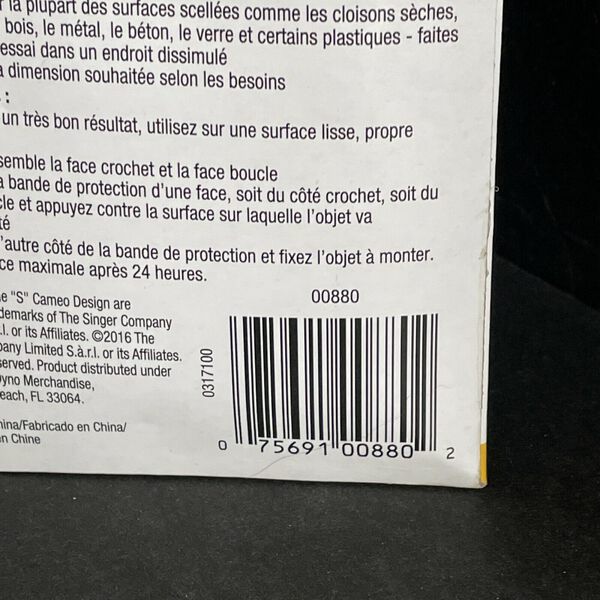 la plupart des surfaces scellées comme les cloisons sèches,
bois, le métal, le béton, le verre et certains plastiques - faites
essai dans un endroit dissimulé
dimension souhaitée selon les besoins
:
un très bon résultat, utilisez sur une surface lisse, propre
semble la face crochet et la face boucle
bande de protection d'une face, soit du côté crochet, soit du
cle et appuyez contre la surface sur laquelle l'objet va
té
'autre côté de la bande de protection et fixez l'objet à monter.
ce maximale après 24 heures.
e "S" Cameo Design are
demarks of The Singer Company
.l. or its Affiliates. ©2016 The
pany Limited S.à.r.l. or its Affiliates.
served. Product distributed under
Dyno Merchandise,
each, FL 33064.
hina/Fabricado en China/
en Chine
00880
0317100
0 75691 00880 2